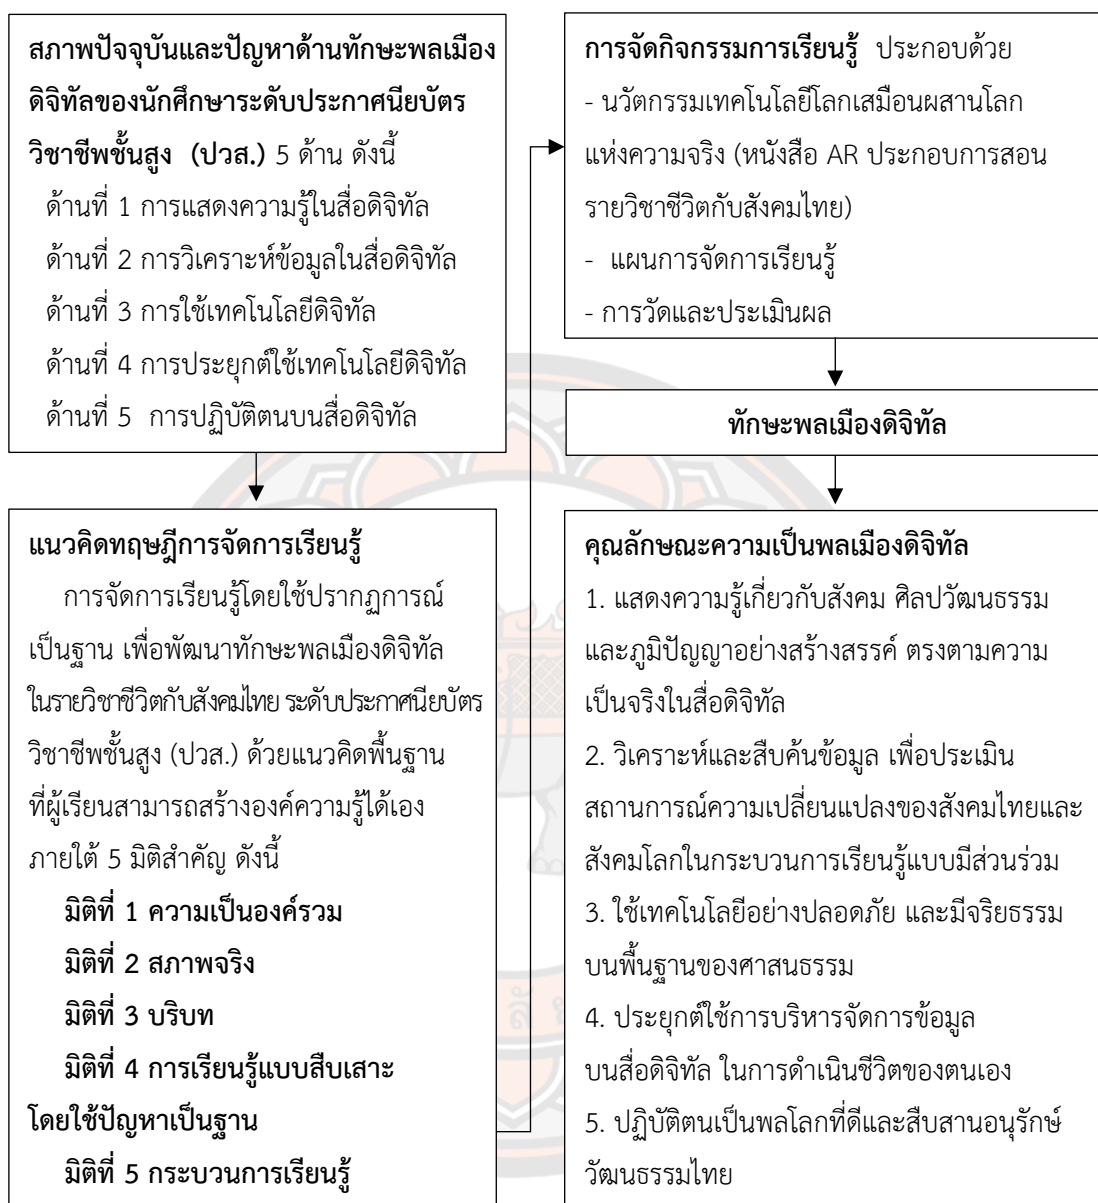 สภาพปัจจุบันและปัญหาด้านทักษะพลเมือง
ดิจิทัลของนักศึกษาระดับประกาศนียบัตร
วิชาชีพชั้นสูง (ปวส.) 5 ด้าน ดังนี้
ด้านที่ 1 การแสดงความรู้ในสื่อดิจิทัล
ด้านที่ 2 การวิเคราะห์ข้อมูลในสื่อดิจิทัล
ด้านที่ 3 การใช้เทคโนโลยีดิจิทัล
ด้านที่ 4 การประยุกต์ใช้เทคโนโลยีดิจิทัล
ด้านที่ 5 การปฏิบัติตนบนสื่อดิจิทัล
แนวคิดทฤษฎีการจัดการเรียนรู้
การจัดการเรียนรู้โดยใช้ปรากฏการณ์
เป็นฐาน เพื่อพัฒนาทักษะพลเมืองดิจิทัล
ในรายวิชาชีวิตกับสังคมไทย ระดับประกาศนียบัตร
วิชาชีพชั้นสูง (ปวส.) ด้วยแนวคิดพื้นฐาน
ที่ผู้เรียนสามารถสร้างองค์ความรู้ได้เอง
ภายใต้ 5 มิติสำคัญ ดังนี้
มิติที่ 1 ความเป็นองค์รวม
มิติที่ 2 สภาพจริง
มิติที่ 3 บริบท
มิติที่ 4 การเรียนรู้แบบสืบเสาะ
โดยใช้ปัญหาเป็นฐาน
มิติที่ 5 กระบวนการเรียนรู้
การจัดกิจกรรมการเรียนรู้ ประกอบด้วย
- นวัตกรรมเทคโนโลยีโลกเสมือนผสานโลก
แห่งความจริง (หนังสือ AR ประกอบการสอน
รายวิชาชีวิตกับสังคมไทย)
- แผนการจัดการเรียนรู้
- การวัดและประเมินผล
ทักษะพลเมืองดิจิทัล
คุณลักษณะความเป็นพลเมืองดิจิทัล
1. แสดงความรู้เกี่ยวกับสังคม ศิลปวัฒนธรรม
และภูมิปัญญาอย่างสร้างสรรค์ ตรงตามความ
เป็นจริงในสื่อดิจิทัล
2. วิเคราะห์และสืบค้นข้อมูล เพื่อประเมิน
สถานการณ์ความเปลี่ยนแปลงของสังคมไทยและ
สังคมโลกในกระบวนการเรียนรู้แบบมีส่วนร่วม
3. ใช้เทคโนโลยีอย่างปลอดภัย และมีจริยธรรม
บนพื้นฐานของศาสนธรรม
4. ประยุกต์ใช้การบริหารจัดการข้อมูล
บนสื่อดิจิทัล ในการดำเนินชีวิตของตนเอง
5. ปฏิบัติตนเป็นพลโลกที่ดีและสืบสานอนุรักษ์
วัฒนธรรมไทย